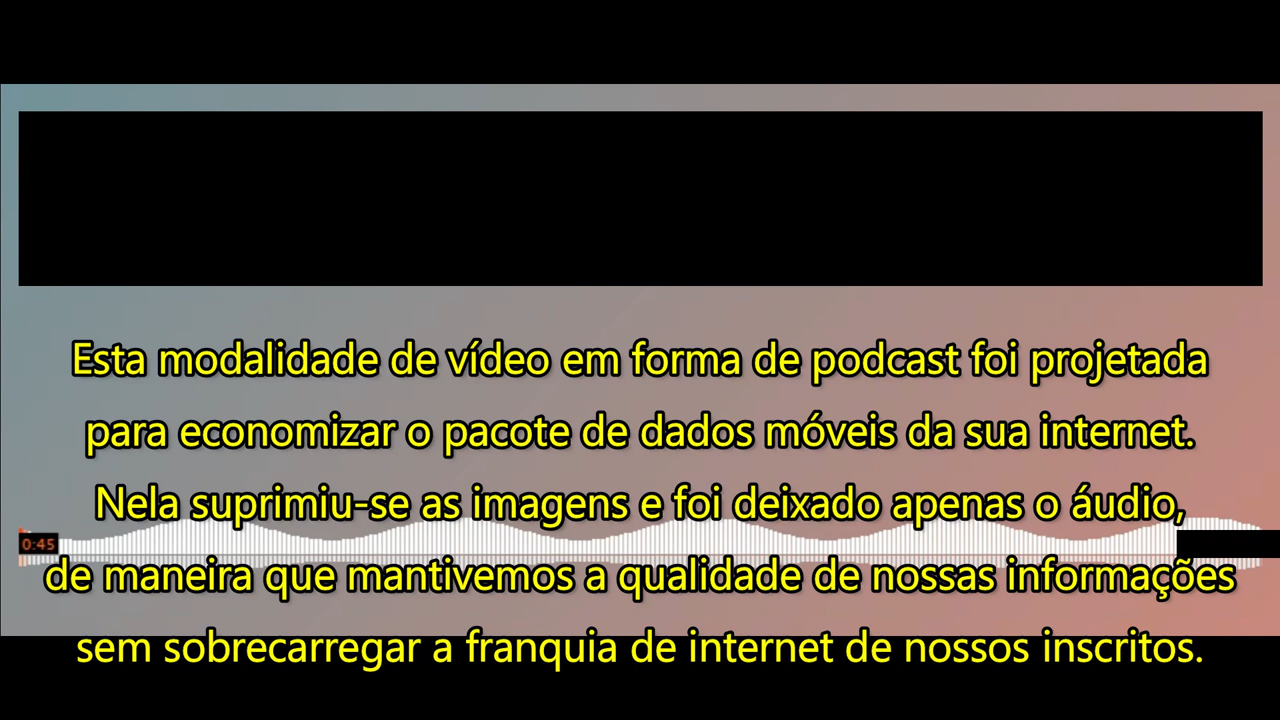 Esta modalidade de vídeo em forma de podcast foi projetada
para economizar o pacote de dados móveis da sua internet.
Nela suprimiu-se as imagens e foi deixado apenas o áudio,
0:45
de maneira que mantivemos a qualidade de nossas informações
sem sobrecarregar a franquia de internet de nossos inscritos.